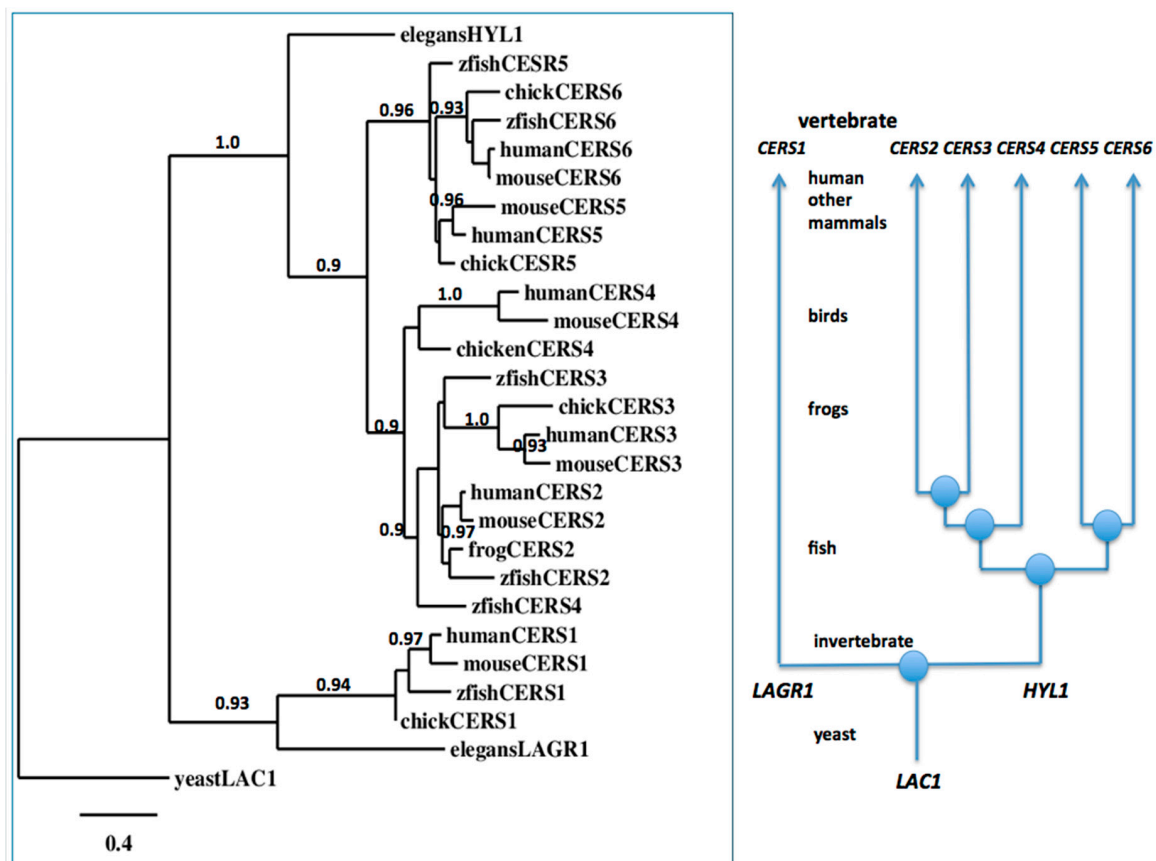 elegansHYL1
zfishCESR5
chickCERS6
0.96
0.93
zfishCERS6
1.0
humanCERS6
mouseCERS6
0.96
mouseCERS5
humanCERS5
0.9
chickCESR5
1.0
humanCERS4
mouseCERS4
chickenCERS4
zfishCERS3
chickCERS3
0.9
1.0
humanCERS3
0.93
mouseCERS3
humanCERS2
0.9
mouseCERS2
0.97
frogCERS2
zfishCERS2
zfishCERS4
0.97
humanCERS1
mouseCERS1
0.94
zfishCERS1
0.93
chickCERS1
elegansLAGR1
yeastLAC1
0.4
vertebrate
CERS1 CERS2 CERS3 CERS4 CERS5 CERS6
human
other
mammals
birds
frogs
fish
invertebrate
LAGR1 HYL1
yeast
LAC1